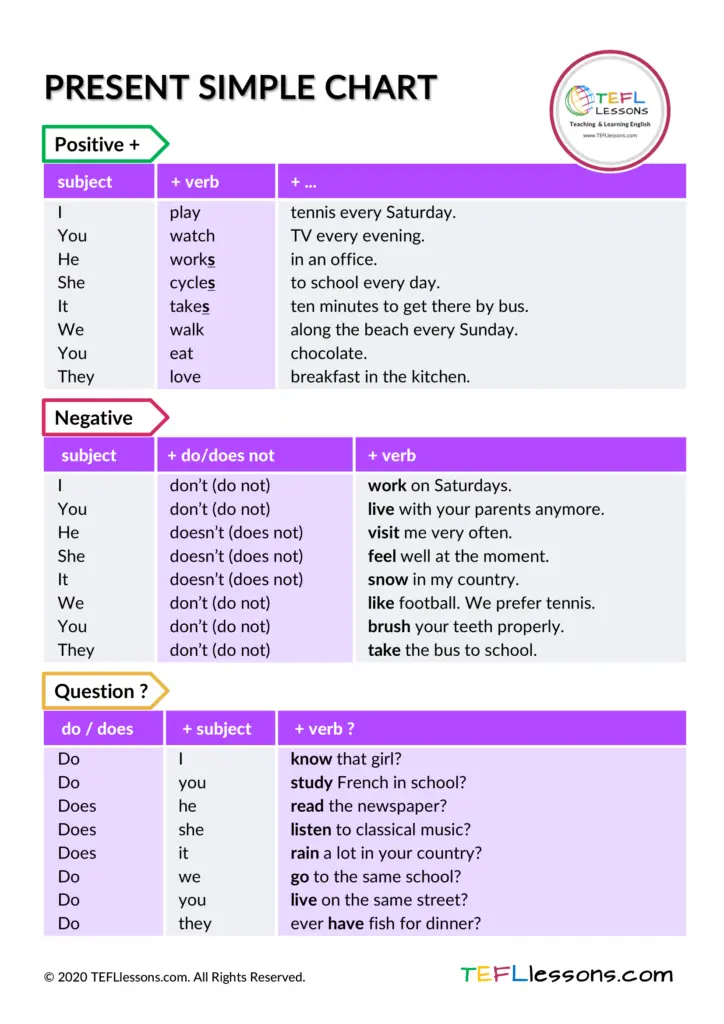 PRESENT SIMPLE CHART
TEFL
LESSONS
Teaching & Learning English
www.TEFLlessons.com
Positive +
subject + verb + ...
I play tennis every Saturday.
You watch TV every evening.
He works in an office.
She cycles to school every day.
It takes ten minutes to get there by bus.
We walk along the beach every Sunday.
You eat chocolate.
They love breakfast in the kitchen.
Negative
subject + do/does not + verb
I don't (do not) work on Saturdays.
You don't (do not) live with your parents anymore.
He doesn't (does not) visit me very often.
She doesn't (does not) feel well at the moment.
It doesn't (does not) snow in my country.
We don't (do not) like football. We prefer tennis.
You don't (do not) brush your teeth properly.
They don't (do not) take the bus to school.
Question ?
do / does + subject + verb ?
Do I know that girl?
Do you study French in school?
Does he read the newspaper?
Does she listen to classical music?
Does it rain a lot in your country?
Do we go to the same school?
Do you live on the same street?
Do they ever have fish for dinner?
© 2020 TEFLlessons.com. All Rights Reserved.
TEFLlessons.com